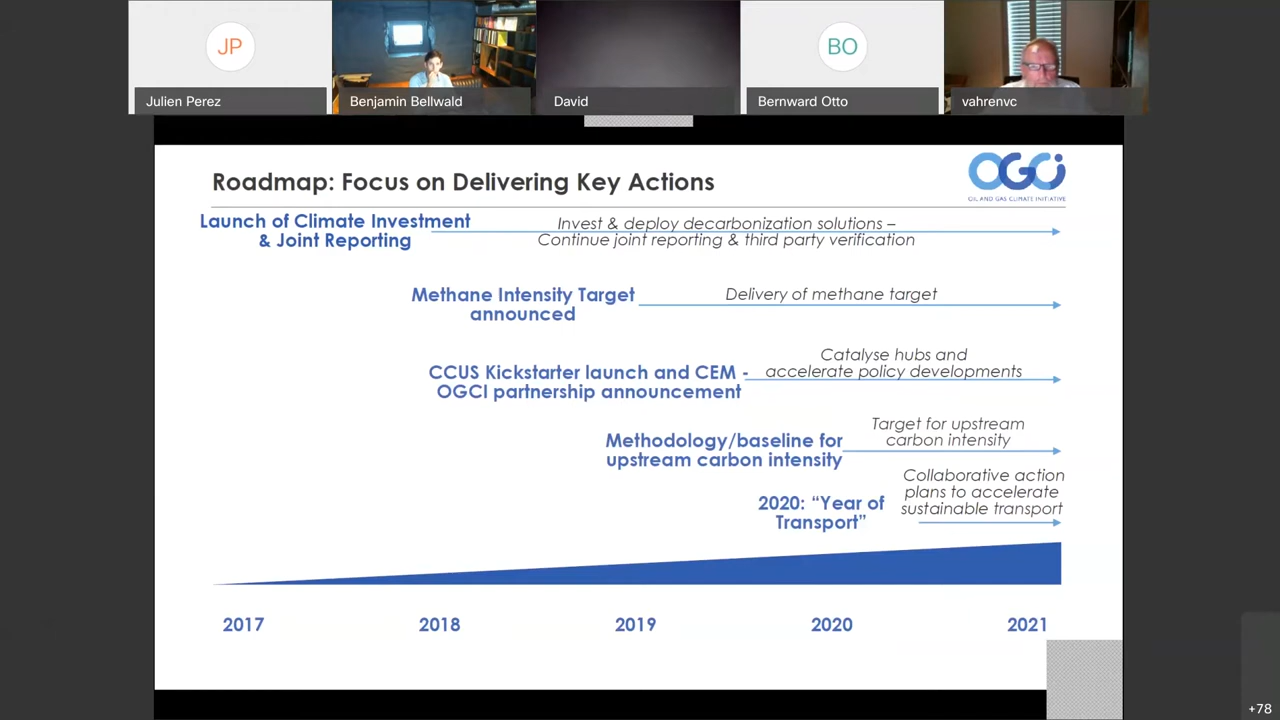 JP
BO
Julien Perez
Benjamin Bellwald
David
Bernward Otto
vahrenvc
Roadmap: Focus on Delivering Key Actions
OGCI
OIL AND GAS CLIMATE INITIATIVE
Launch of Climate Investment
& Joint Reporting
Invest & deploy decarbonization solutions –
Continue joint reporting & third party verification
Methane Intensity Target
announced
Delivery of methane target
CCUS Kickstarter launch and CEM -
OGCI partnership announcement
Catalyse hubs and
accelerate policy developments
Methodology/baseline for
upstream carbon intensity
Target for upstream
carbon intensity
2020: “Year of
Transport”
Collaborative action
plans to accelerate
sustainable transport
2017
2018
2019
2020
2021
+78